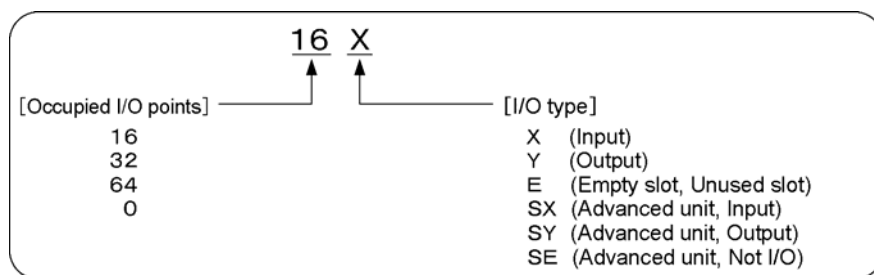 16 X
[Occupied I/O points]
16
32
64
0
[I/O type]
X (Input)
Y (Output)
E (Empty slot, Unused slot)
SX (Advanced unit, Input)
SY (Advanced unit, Output)
SE (Advanced unit, Not I/O)